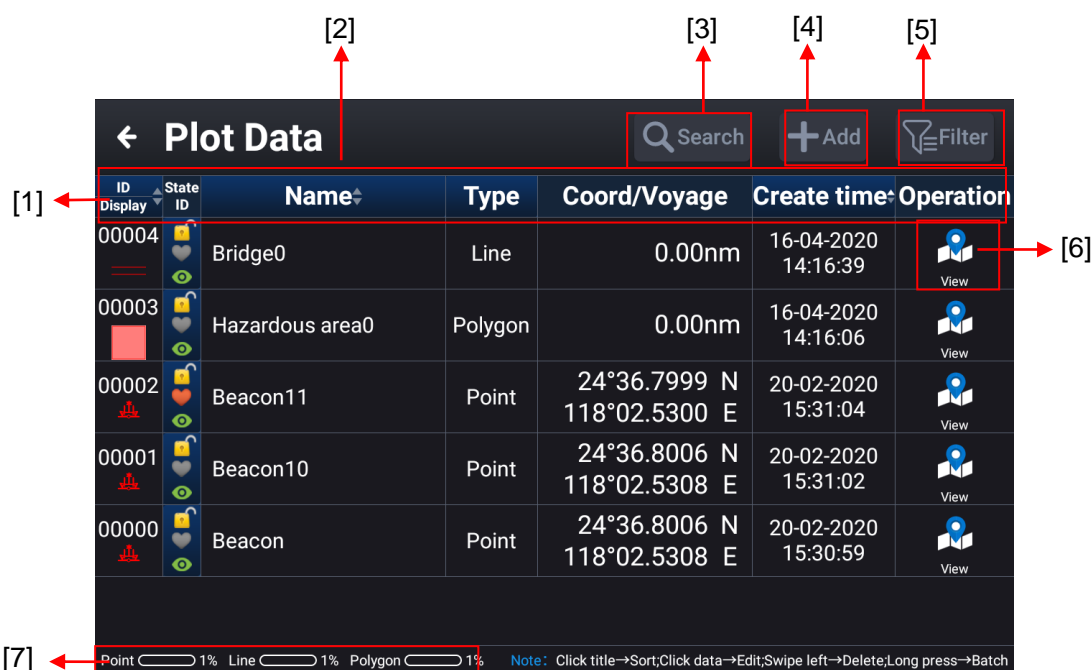 [2] [3] [4] [5]
Plot Data Search Add Filter
[1]
ID Display State ID Name Type Coord/Voyage Create time Operation
00004 Bridge0 Line 0.00nm 16-04-2020 14:16:39 View
[6]
00003 Hazardous area0 Polygon 0.00nm 16-04-2020 14:16:06 View
00002 Beacon11 Point 24°36.7999 N 118°02.5300 E 20-02-2020 15:31:04 View
00001 Beacon10 Point 24°36.8006 N 118°02.5308 E 20-02-2020 15:31:02 View
00000 Beacon Point 24°36.8006 N 118°02.5308 E 20-02-2020 15:30:59 View
[7]
Point 1% Line 1% Polygon 1% Note: Click title→Sort;Click data→Edit;Swipe left→Delete;Long press→Batch